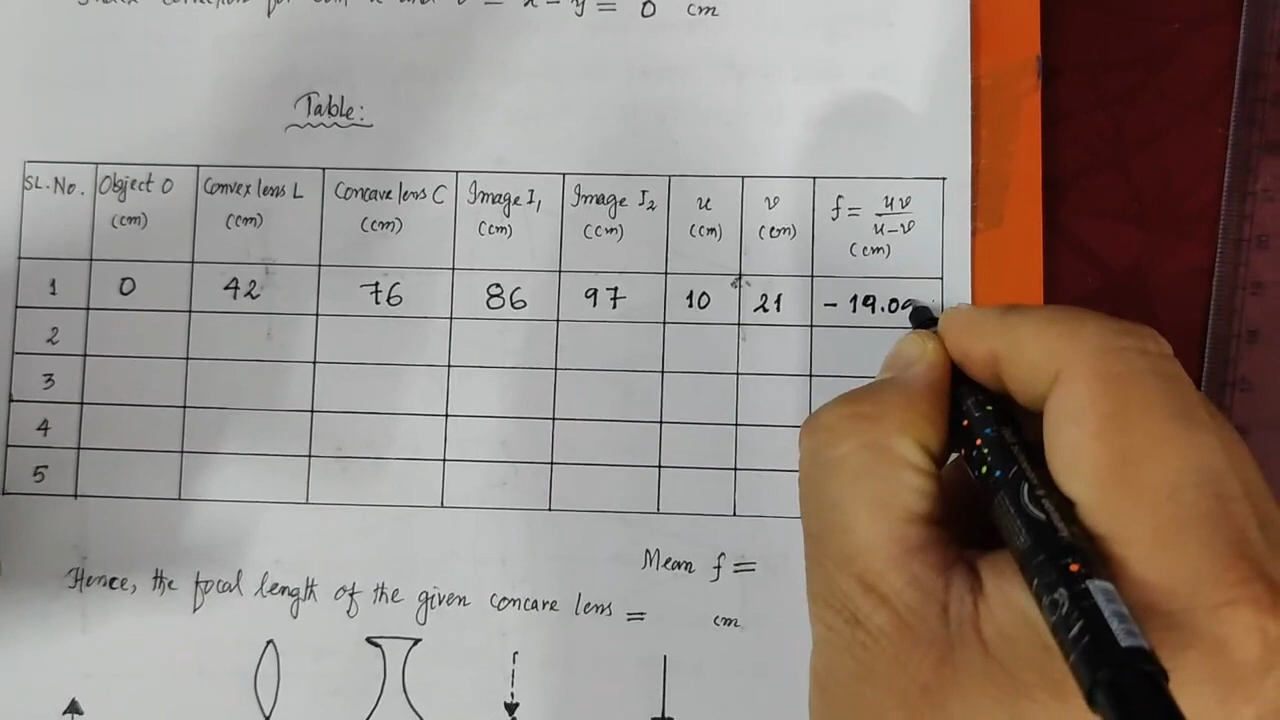 x - y = 0 cm
Table:
SL. No. Object O (cm) Convex lens L (cm) Concave lens C (cm) Image I₁ (cm) Image I₂ (cm) u (cm) v (cm) f = uv/u-v (cm)
1 0 42 76 86 97 10 21 - 19.09
2
3
4
5
Mean f =
Hence, the focal length of the given concave lens = cm